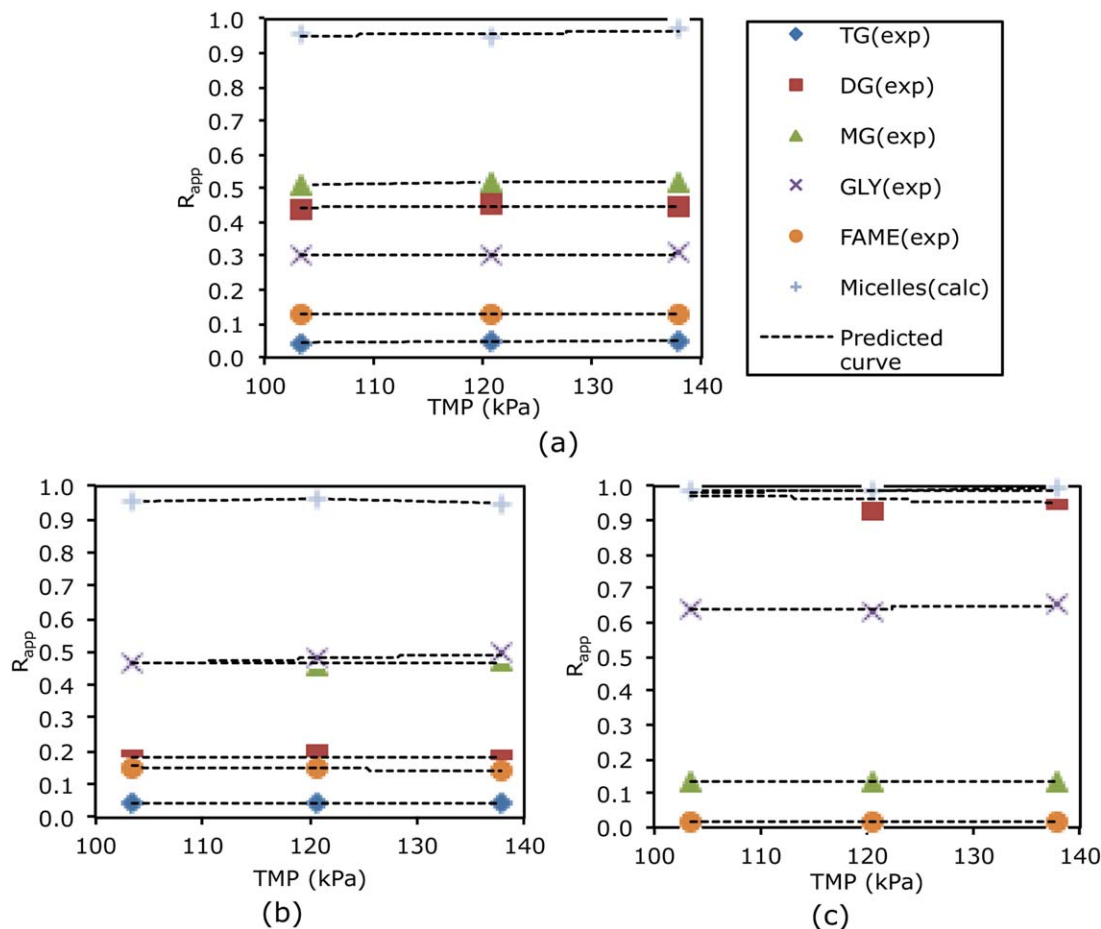 1.0
0.9
0.8
0.7
0.6
0.5
0.4
0.3
0.2
0.1
0.0
Rapp
100 110 120 130 140
TMP (kPa)
(a)
TG(exp)
DG(exp)
MG(exp)
GLY(exp)
FAME(exp)
Micelles(calc)
Predicted
curve
1.0
0.9
0.8
0.7
0.6
0.5
0.4
0.3
0.2
0.1
0.0
Rapp
100 110 120 130 140
TMP (kPa)
(b)
1.0
0.9
0.8
0.7
0.6
0.5
0.4
0.3
0.2
0.1
0.0
Rapp
100 110 120 130 140
TMP (kPa)
(c)